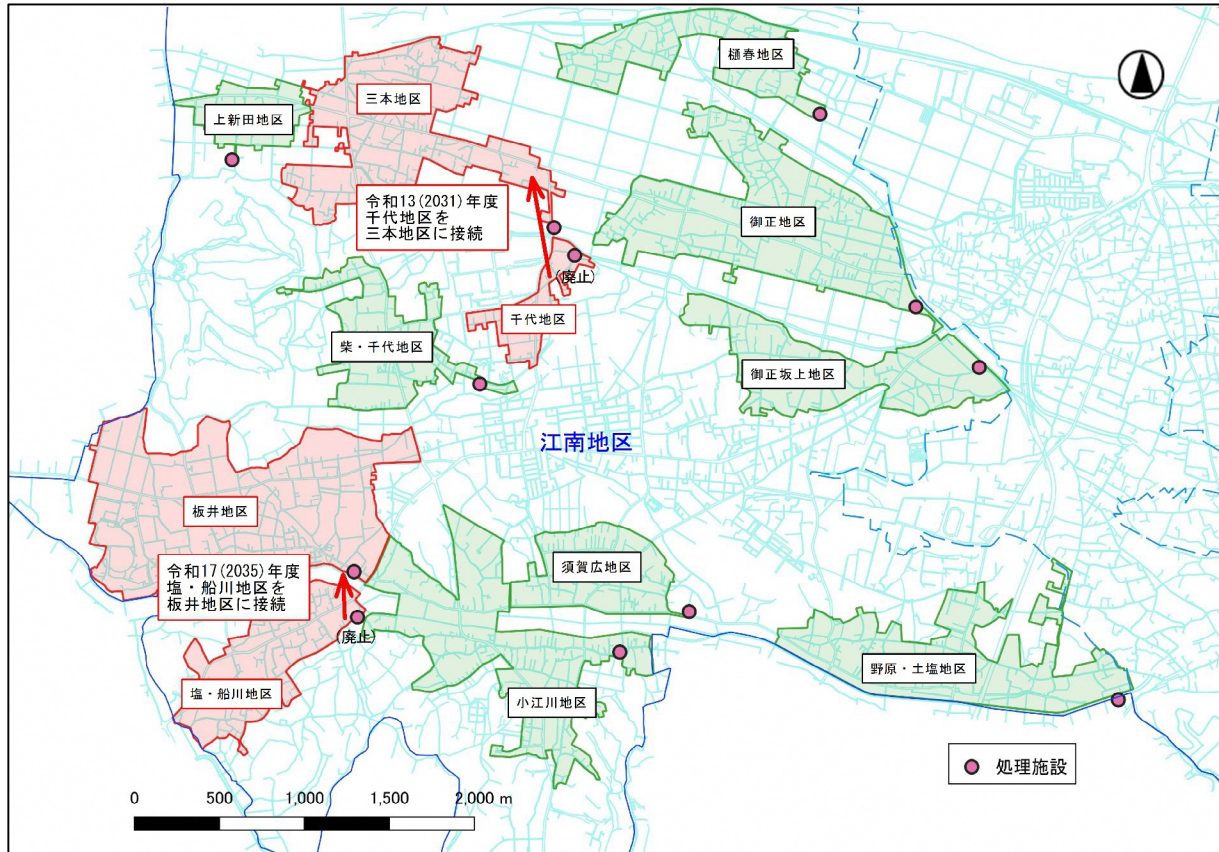 樋春地区
三本地区
上新田地区
令和13(2031)年度
千代地区を
三本地区に接続
御正地区
(廃止)
千代地区
柴・千代地区
御正坂上地区
江南地区
板井地区
令和17(2035)年度
塩・船川地区を
板井地区に接続
須賀広地区
(廃止)
野原・土塩地区
塩・船川地区
小江川地区
処理施設
0 500 1,000 1,500 2,000 m